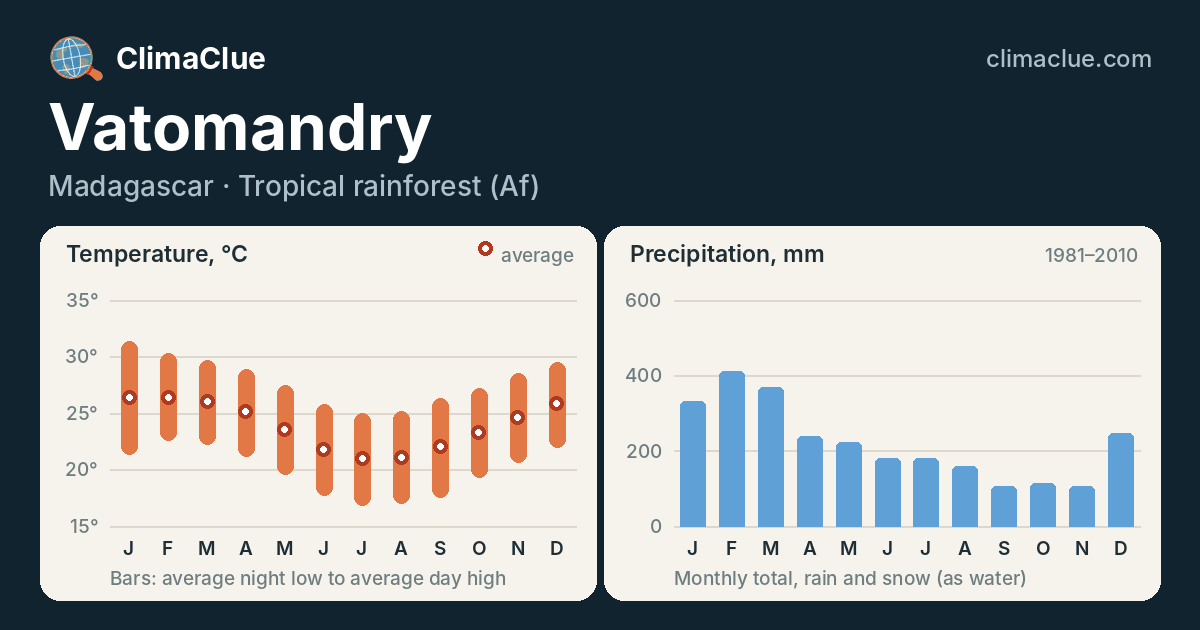 ClimaClue
climaclue.com
Vatomandry
Madagascar · Tropical rainforest (Af)
Temperature, °C
average
35°
30°
25°
20°
15°
J F M A M J J A S O N D
Bars: average night low to average day high
Precipitation, mm
1981–2010
600
400
200
0
J F M A M J J A S O N D
Monthly total, rain and snow (as water)